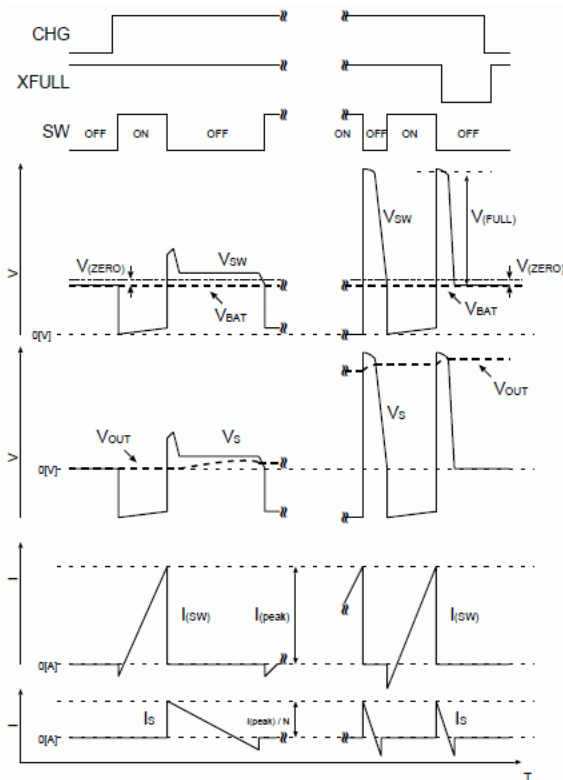 CHG
XFULL
SW OFF ON OFF ON OFF ON OFF
V(ZERO) VSW VSW V(FULL) V(ZERO)
V
VBAT VBAT
0[V]
VOUT VS VS VOUT
V
0[V]
I
I(SW) I(peak) I(SW)
0[A]
I
IS I(peak) / N IS
0[A]
T